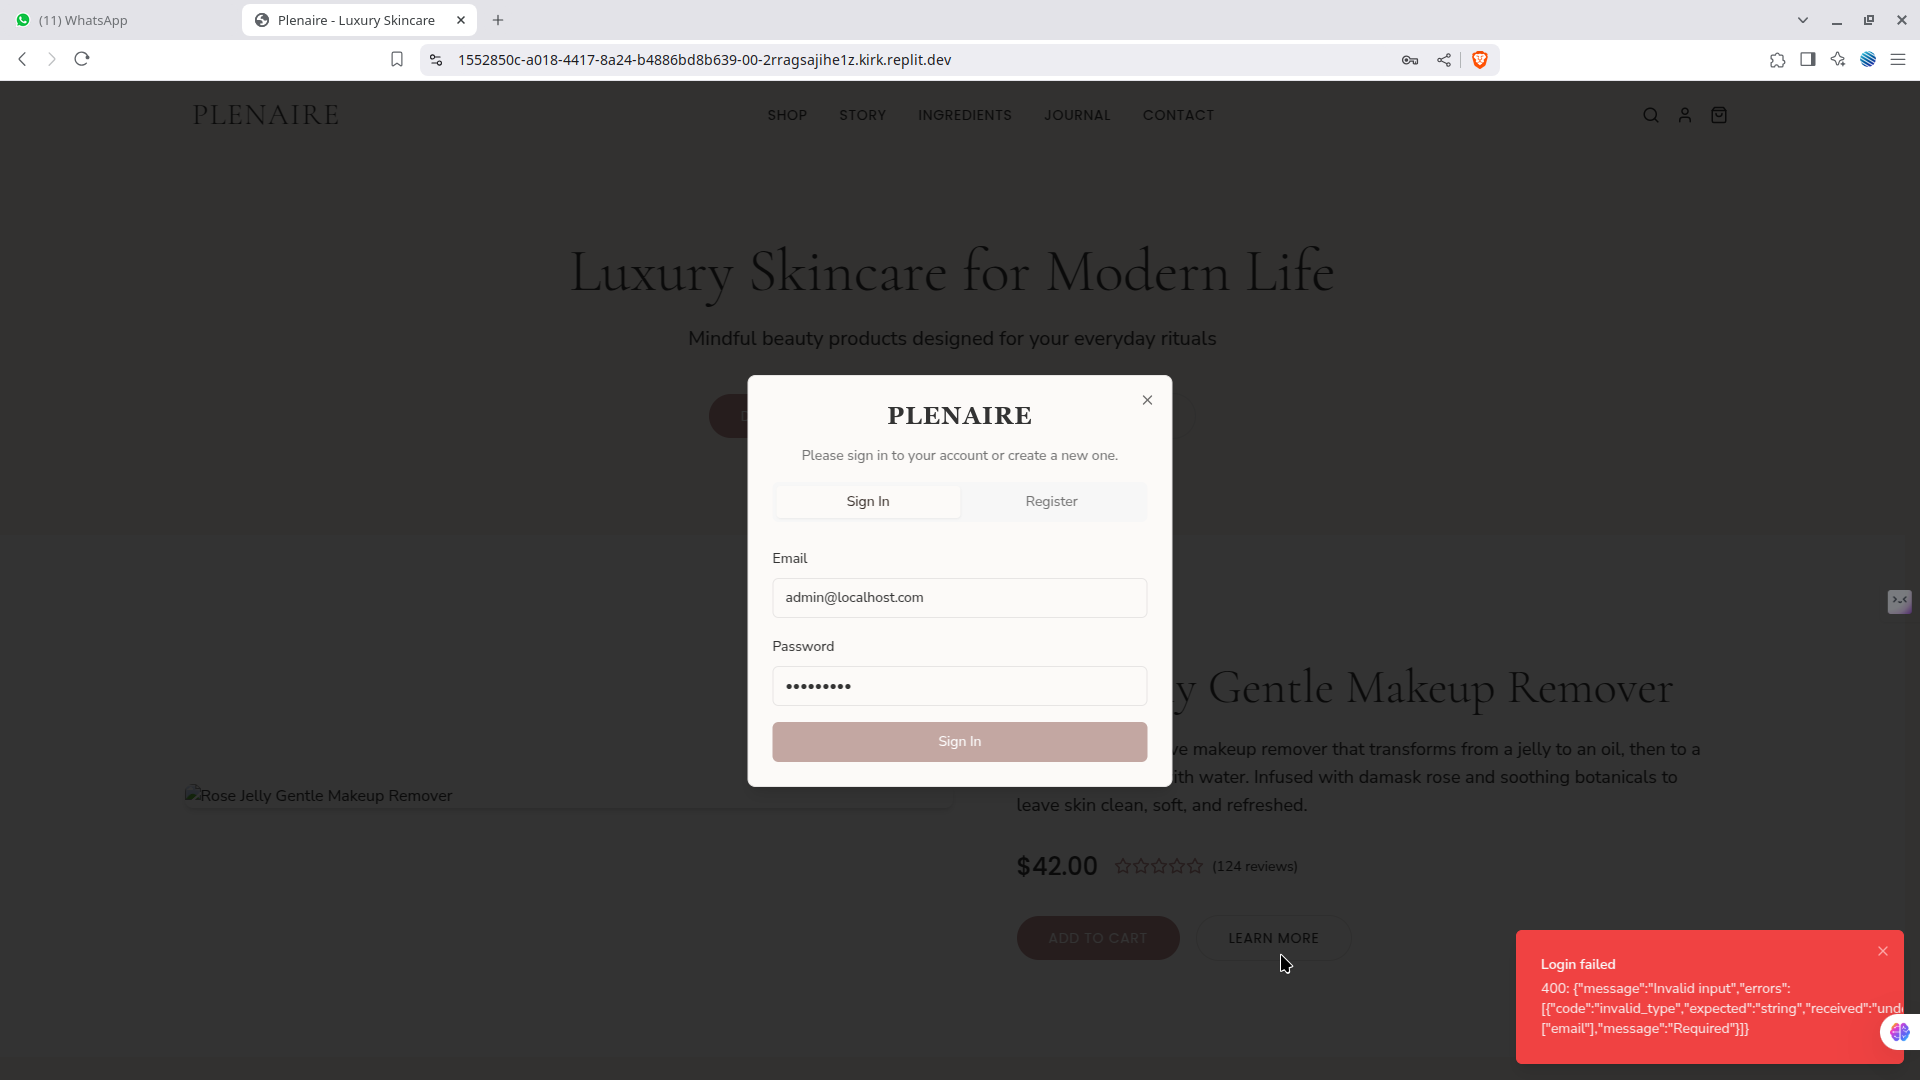 (11) WhatsApp
Plenaire - Luxury Skincare
1552850c-a018-4417-8a24-b4886bd8b639-00-2rragsajihe1z.kirk.replit.dev
PLENAIRE
SHOP STORY INGREDIENTS JOURNAL CONTACT
Luxury Skincare for Modern Life
Mindful beauty products designed for your everyday rituals
PLENAIRE
Please sign in to your account or create a new one.
Sign In Register
Email
admin@localhost.com
Password
•••••••••
Sign In
Rose Jelly Gentle Makeup Remover
y Gentle Makeup Remover
ve makeup remover that transforms from a jelly to an oil, then to a
ith water. Infused with damask rose and soothing botanicals to
leave skin clean, soft, and refreshed.
$42.00 (124 reviews)
ADD TO CART LEARN MORE
Login failed
400: {"message":"Invalid input","errors":
[{"code":"invalid_type","expected":"string","received":"und
["email"],"message":"Required"}]}